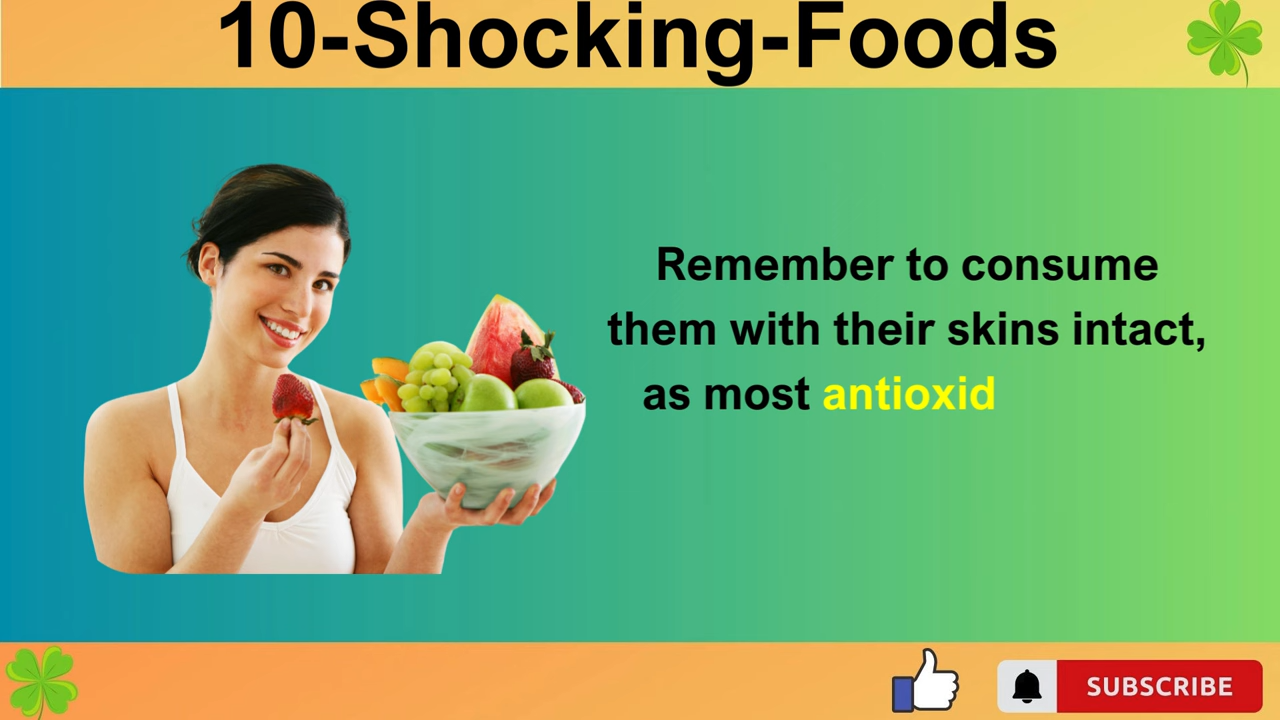 10-Shocking-Foods
Remember to consume
them with their skins intact,
as most antioxid
SUBSCRIBE